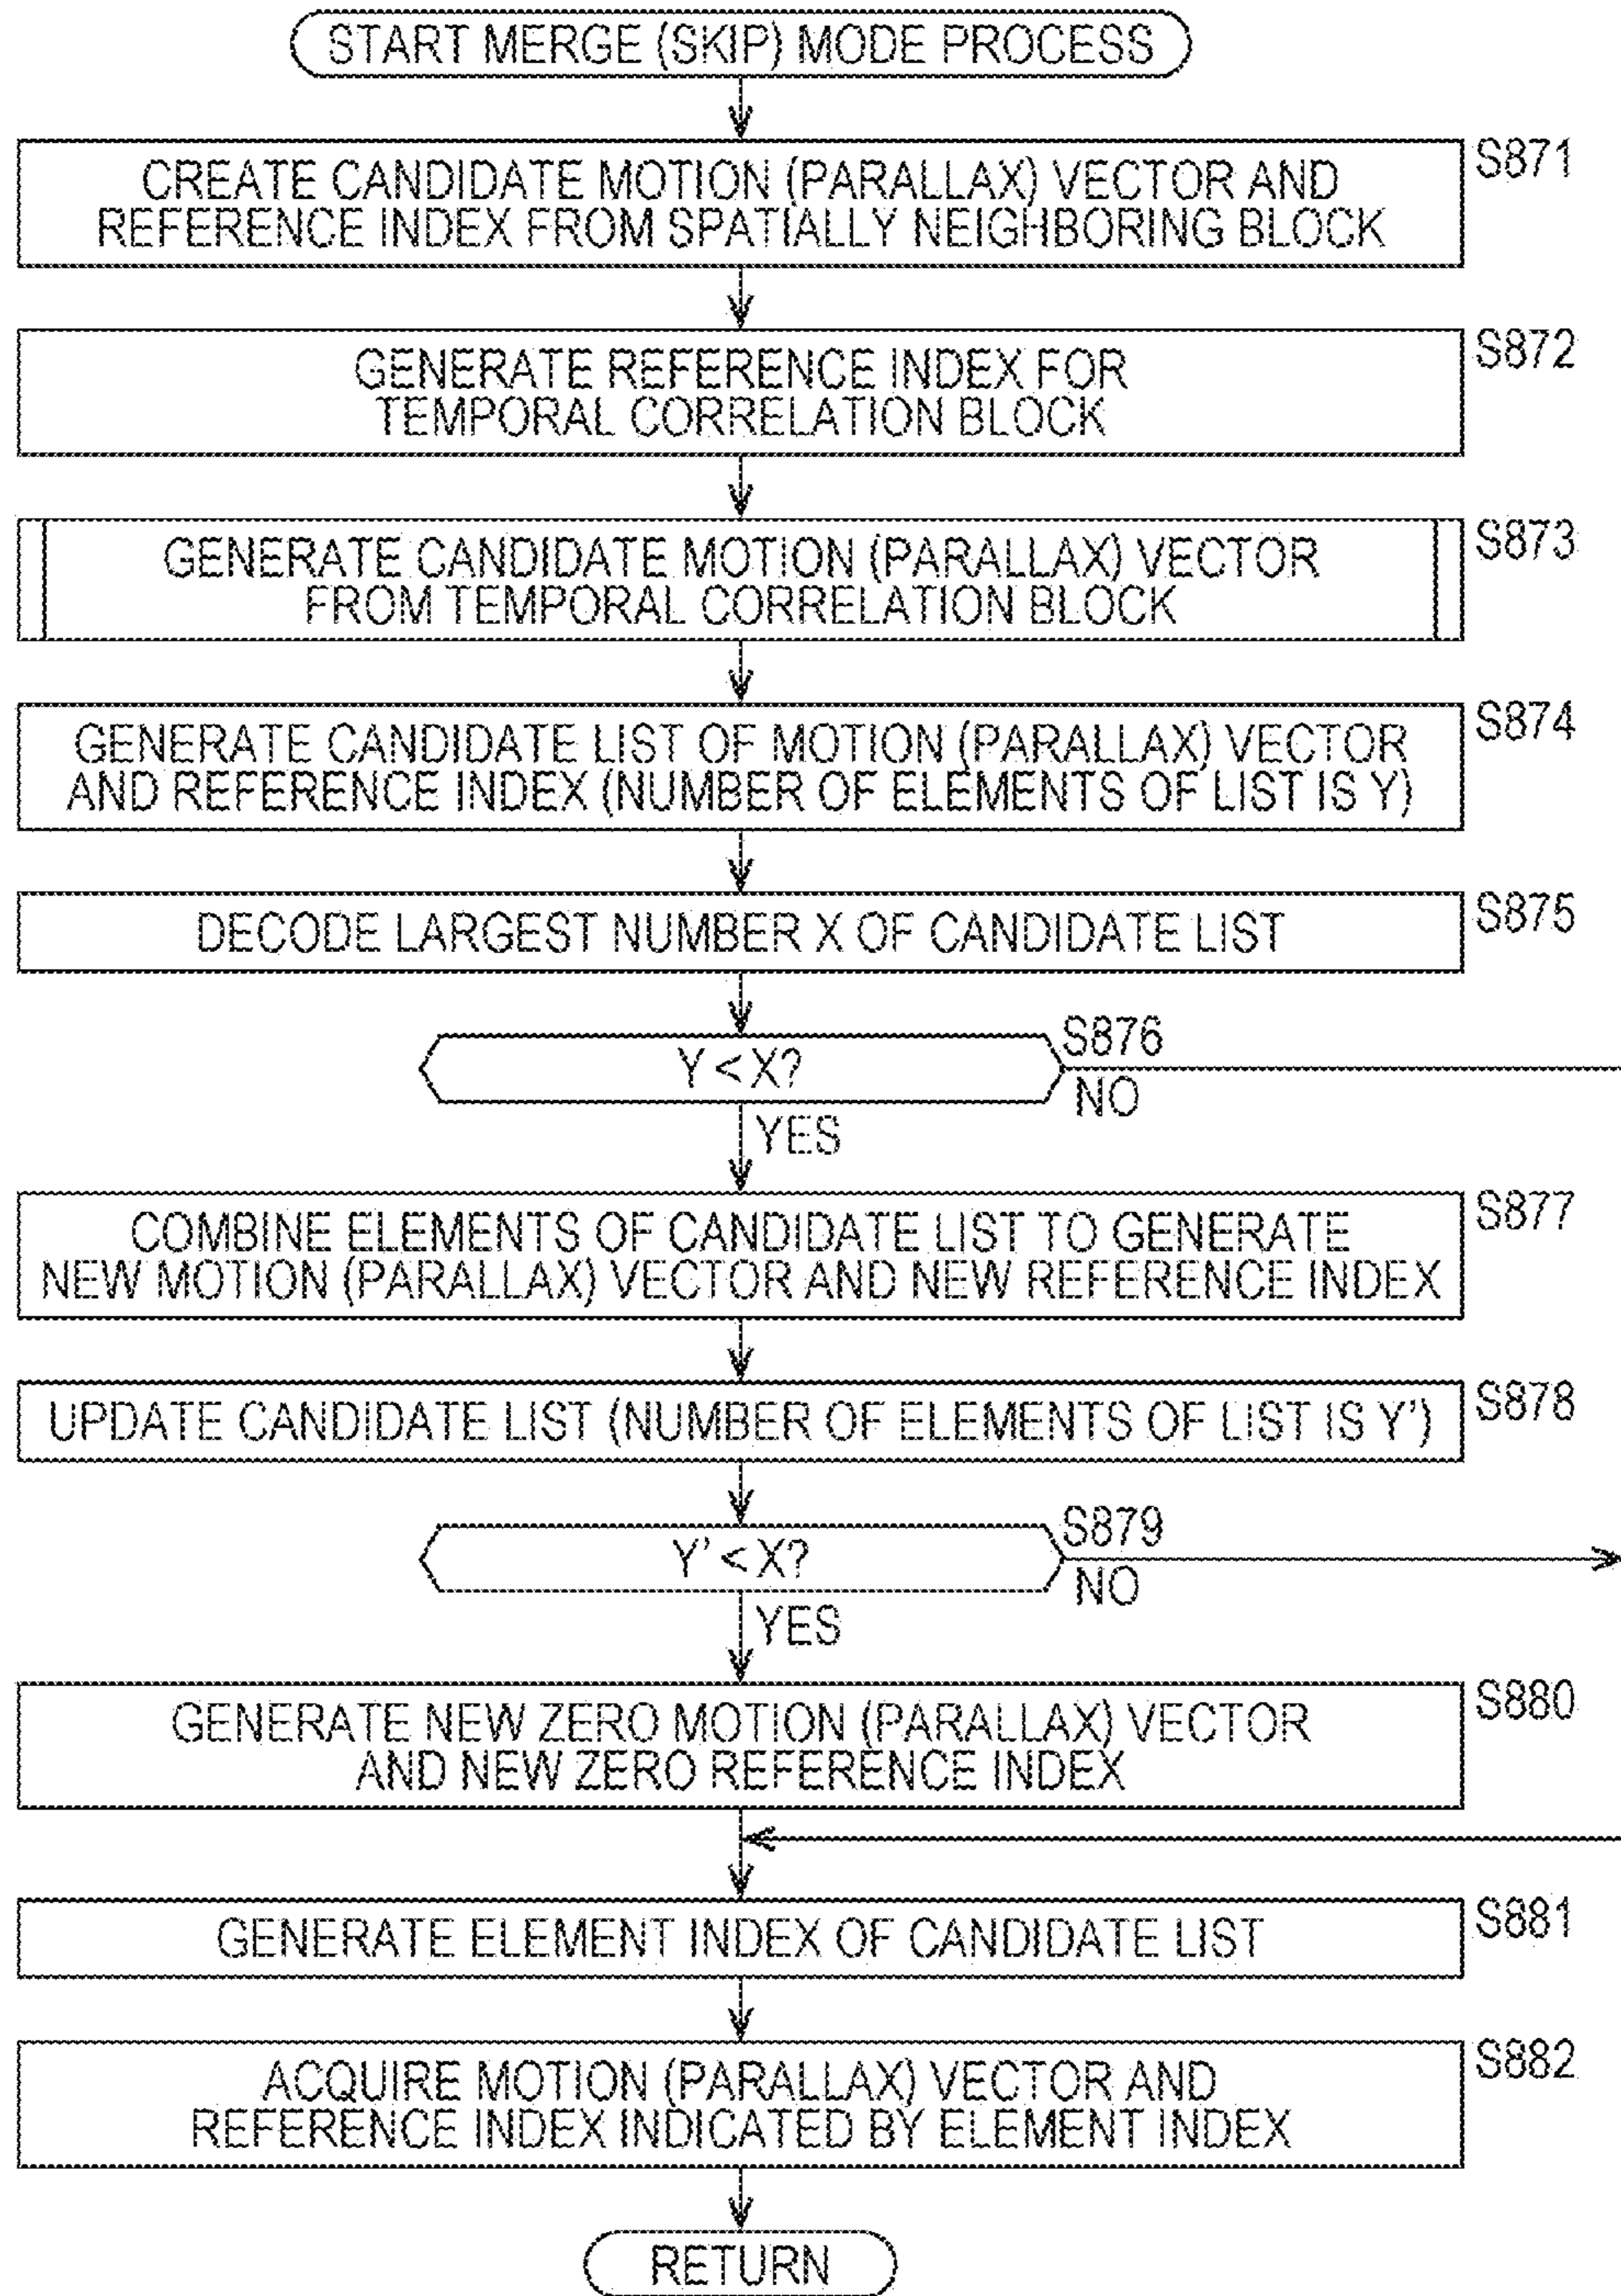 START MERGE (SKIP) MODE PROCESS
CREATE CANDIDATE MOTION (PARALLAX) VECTOR AND
REFERENCE INDEX FROM SPATIALLY NEIGHBORING BLOCK
S871
GENERATE REFERENCE INDEX FOR
TEMPORAL CORRELATION BLOCK
S872
GENERATE CANDIDATE MOTION (PARALLAX) VECTOR
FROM TEMPORAL CORRELATION BLOCK
S873
GENERATE CANDIDATE LIST OF MOTION (PARALLAX) VECTOR
AND REFERENCE INDEX (NUMBER OF ELEMENTS OF LIST IS Y)
S874
DECODE LARGEST NUMBER X OF CANDIDATE LIST
S875
Y < X?
S876
NO
YES
COMBINE ELEMENTS OF CANDIDATE LIST TO GENERATE
NEW MOTION (PARALLAX) VECTOR AND NEW REFERENCE INDEX
S877
UPDATE CANDIDATE LIST (NUMBER OF ELEMENTS OF LIST IS Y')
S878
Y' < X?
S879
NO
YES
GENERATE NEW ZERO MOTION (PARALLAX) VECTOR
AND NEW ZERO REFERENCE INDEX
S880
GENERATE ELEMENT INDEX OF CANDIDATE LIST
S881
ACQUIRE MOTION (PARALLAX) VECTOR AND
REFERENCE INDEX INDICATED BY ELEMENT INDEX
S882
RETURN